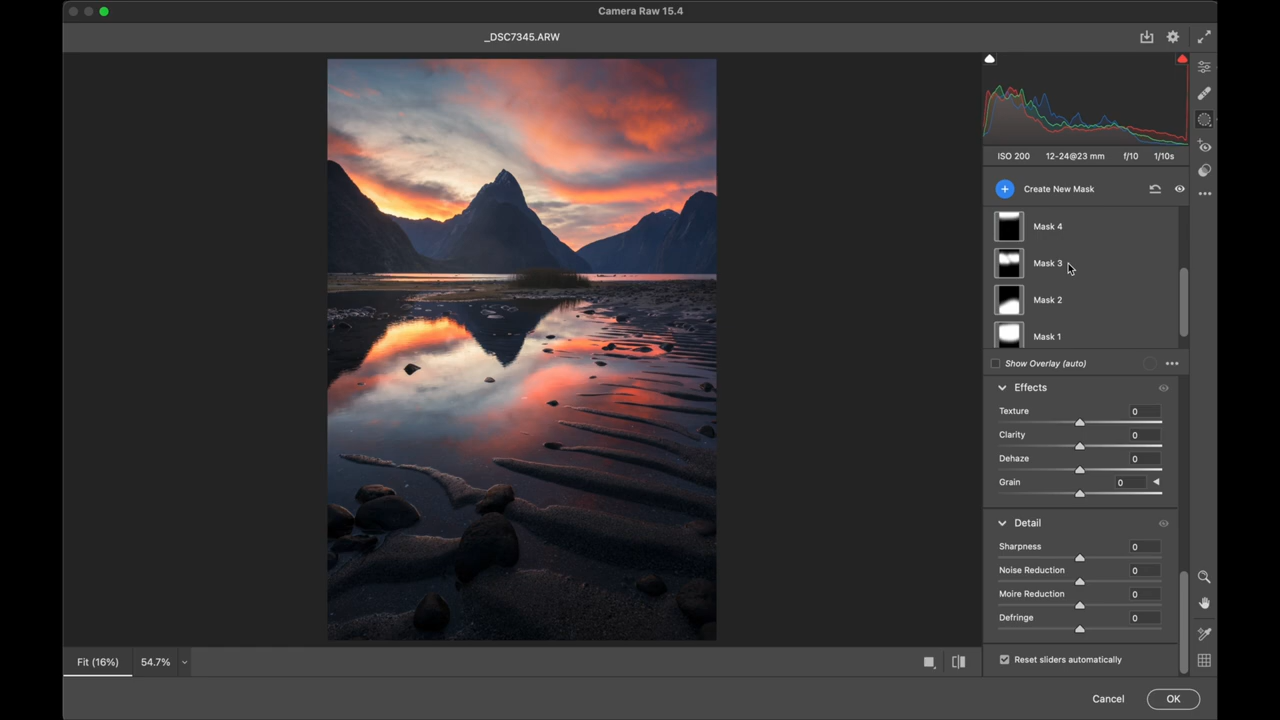 Camera Raw 15.4
_DSC7345.ARW
ISO 200 12-24@23 mm f/10 1/10s
Create New Mask
Mask 4
Mask 3
Mask 2
Mask 1
Show Overlay (auto)
Effects
Texture 0
Clarity 0
Dehaze 0
Grain 0
Detail
Sharpness 0
Noise Reduction 0
Moire Reduction 0
Defringe 0
Reset sliders automatically
Fit (16%) 54.7%
Cancel OK